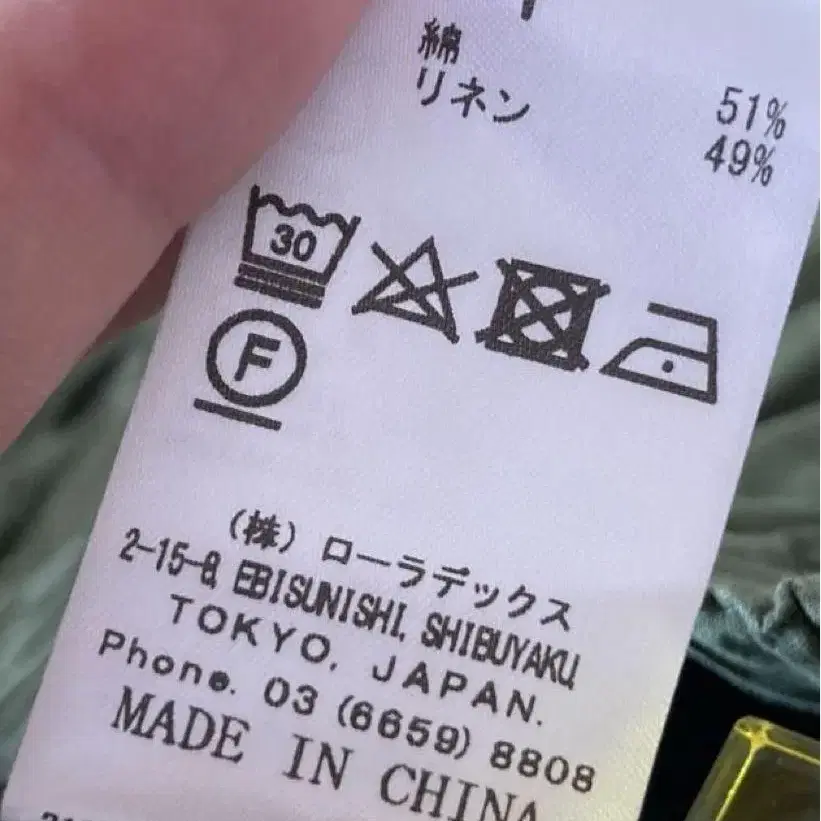 綿 51%
リネン 49%
30
F
(株) ローラデックス
2-15-8, EBISUNISHI, SHIBUYAKU,
TOKYO, JAPAN.
Phone. 03 (6659) 8808
MADE IN CHINA